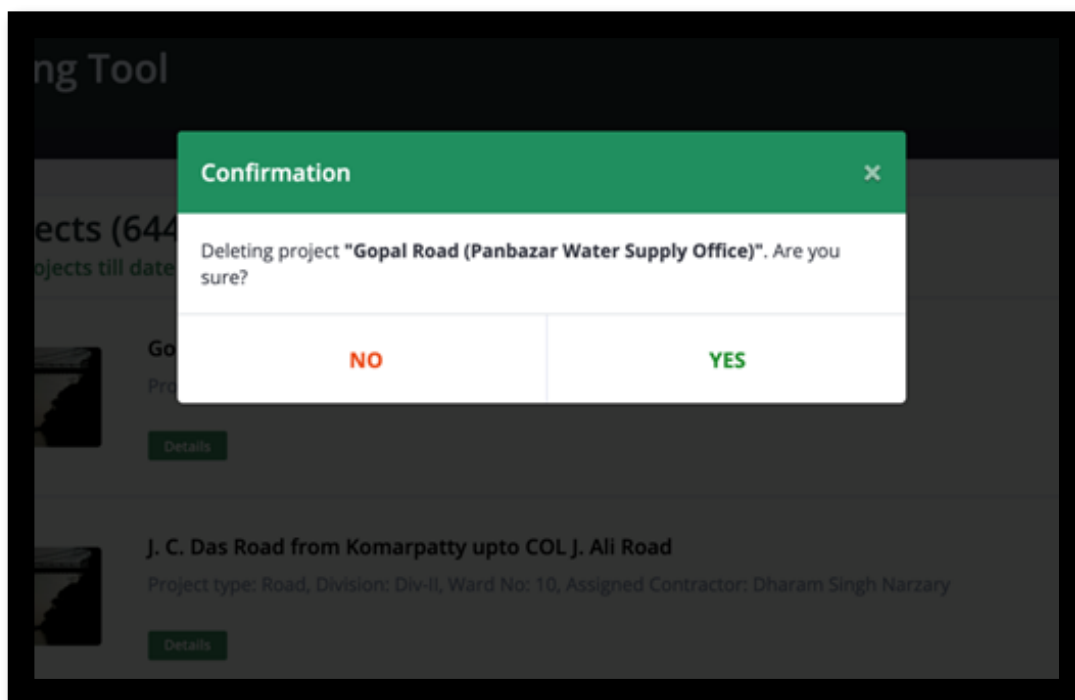 ng Tool
Confirmation ×
Deleting project "Gopal Road (Panbazar Water Supply Office)". Are you
sure?
NO YES
ects (644
ojects till date
Go
Pro
Details
J. C. Das Road from Komarpatty upto COL J. Ali Road
Project type: Road, Division: Div-II, Ward No: 10, Assigned Contractor: Dharam Singh Narzary
Details